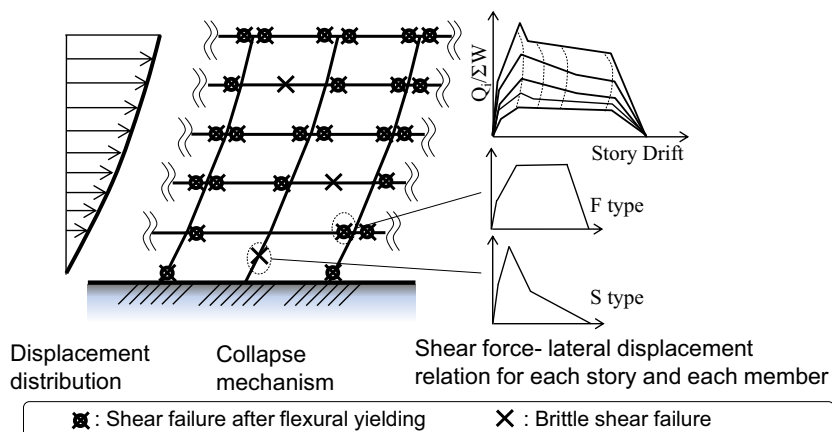 Q_i/ΣW
Story Drift
F type
S type
Displacement
distribution
Collapse
mechanism
Shear force- lateral displacement
relation for each story and each member
: Shear failure after flexural yielding
: Brittle shear failure